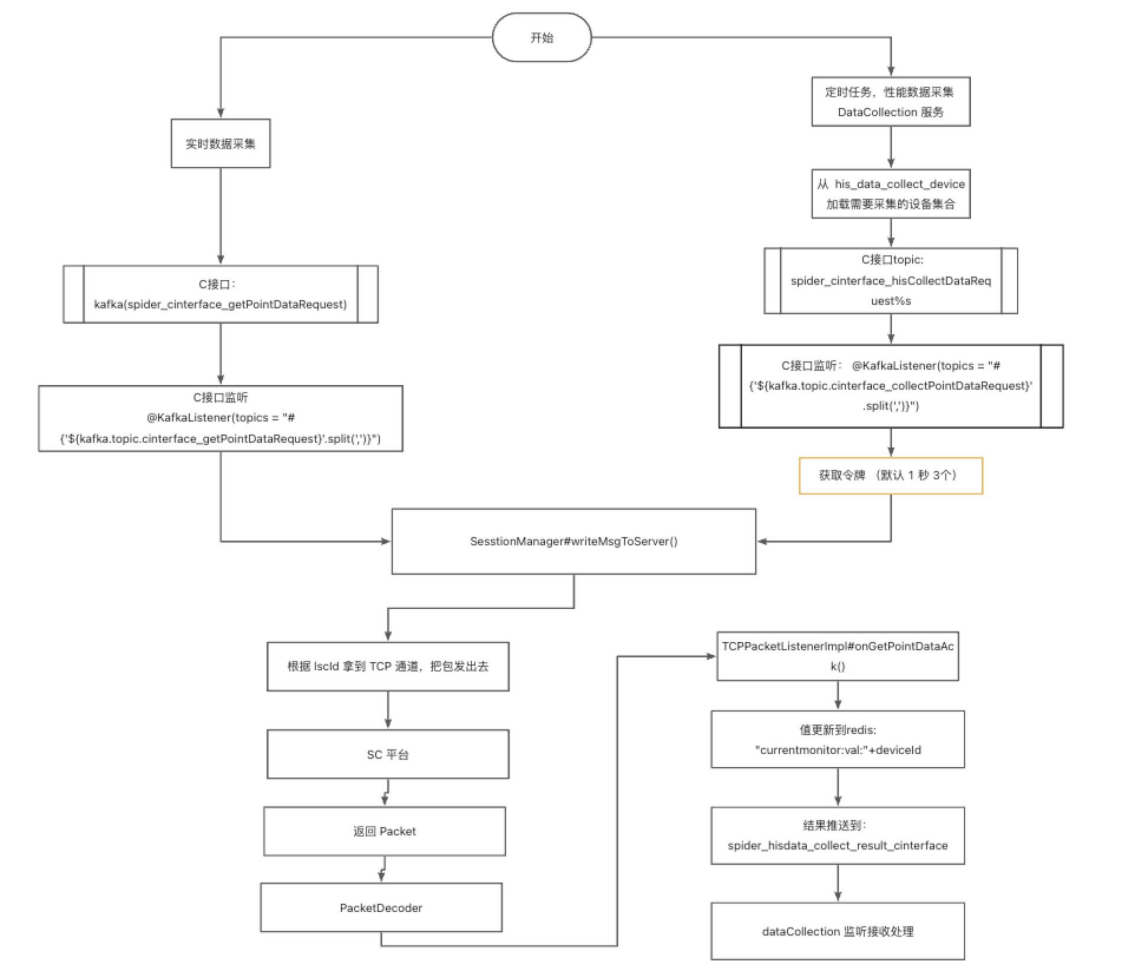 开始
实时数据采集
C接口：
kafka(spider_cinterface_getPointDataRequest)
C接口监听
@KafkaListener(topics = "#
{'${kafka.topic.cinterface_getPointDataRequest}'.split(',')}")
定时任务，性能数据采集
DataCollection 服务
从 his_data_collect_device
加载需要采集的设备集合
C接口topic:
spider_cinterface_hisCollectDataReq
uest%s
C接口监听： @KafkaListener(topics = "#
{'${kafka.topic.cinterface_collectPointDataRequest}'
.split(',')}")
获取令牌 （默认 1 秒 3个）
SesstionManager#writeMsgToServer()
根据 lscId 拿到 TCP 通道，把包发出去
SC 平台
返回 Packet
PacketDecoder
TCPPacketListenerImpl#onGetPointDataAc
k()
值更新到redis:
"currentmonitor:val:"+deviceId
结果推送到：
spider_hisdata_collect_result_cinterface
dataCollection 监听接收处理